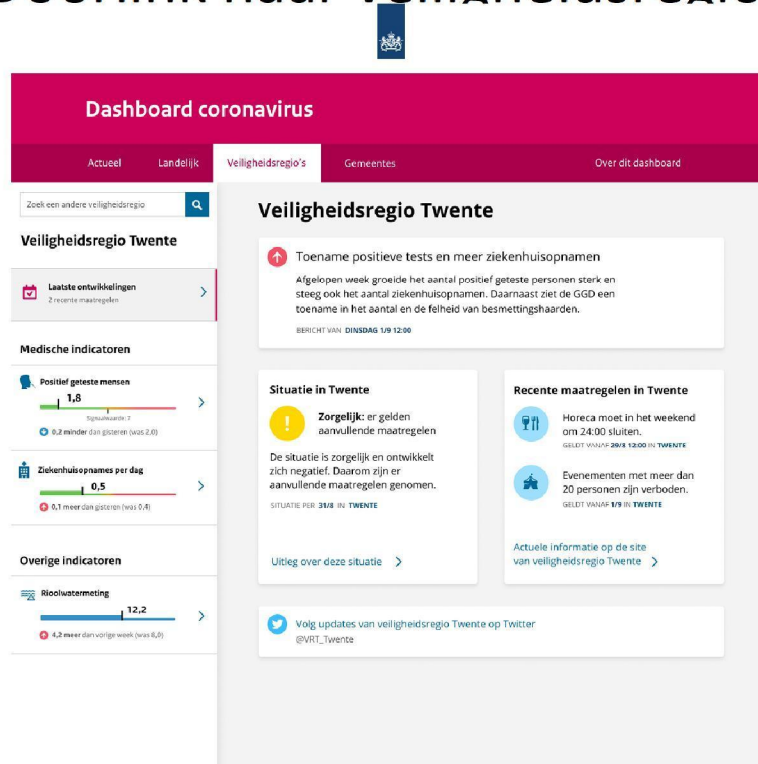 Dashboard coronavirus
Actueel
Landelijk
Veiligheidsregio's
Gemeentes
Over dit dashboard
Zoek een andere veiligheidsregio
Veiligheidsregio Twente
Laatste ontwikkelingen
2 recente maatregelen
Medische indicatoren
Positief geteste mensen
1,8
Signaalwaarde: 7
0,2 minder dan gisteren (was 2,0)
Ziekenhuisopnames per dag
0,5
0,1 meer dan gisteren (was 0,4)
Overige indicatoren
Rioolwatermeting
12,2
4,2 meer dan vorige week (was 8,0)
Veiligheidsregio Twente
Toename positieve tests en meer ziekenhuisopnamen
Afgelopen week groeide het aantal positief geteste personen sterk en
steeg ook het aantal ziekenhuisopnamen. Daarnaast ziet de GGD een
toename in het aantal en de felheid van besmettingshaarden.
BERICHT VAN DINSDAG 1/9 12:00
Situatie in Twente
Zorgelijk: er gelden
aanvullende maatregelen
De situatie is zorgelijk en ontwikkelt
zich negatief. Daarom zijn er
aanvullende maatregelen genomen.
SITUATIE PER 31/8 IN TWENTE
Uitleg over deze situatie
Recente maatregelen in Twente
Horeca moet in het weekend
om 24:00 sluiten.
GELDT VANAF 29/8 12:00 IN TWENTE
Evenementen met meer dan
20 personen zijn verboden.
GELDT VANAF 1/9 IN TWENTE
Actuele informatie op de site
van veiligheidsregio Twente
Volg updates van veiligheidsregio Twente op Twitter
@VRT_Twente